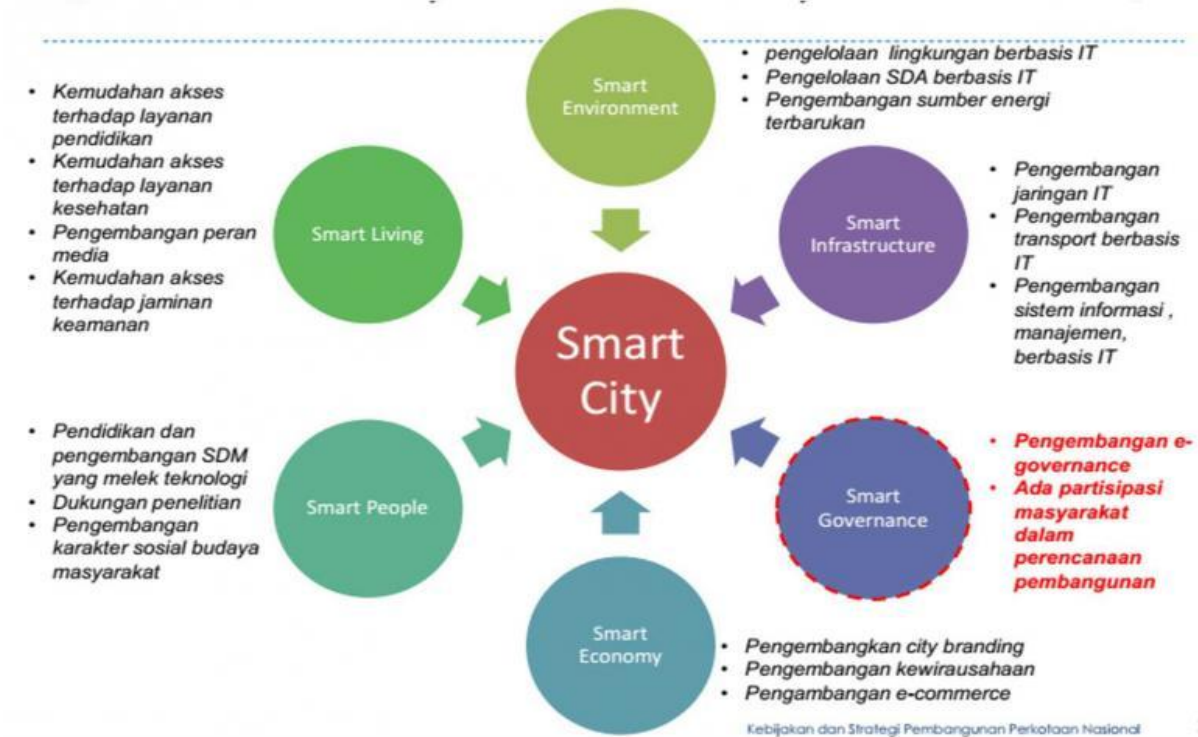 Smart
Environment
• pengelolaan lingkungan berbasis IT
• Pengelolaan SDA berbasis IT
• Pengembangan sumber energi
terbarukan
• Kemudahan akses
terhadap layanan
pendidikan
• Kemudahan akses
terhadap layanan
kesehatan
• Pengembangan peran
media
• Kemudahan akses
terhadap jaminan
keamanan
Smart Living
Smart
Infrastructure
• Pengembangan
jaringan IT
• Pengembangan
transport berbasis
IT
• Pengembangan
sistem informasi ,
manajemen,
berbasis IT
Smart
City
• Pendidikan dan
pengembangan SDM
yang melek teknologi
• Dukungan penelitian
• Pengembangan
karakter sosial budaya
masyarakat
Smart People
Smart
Governance
• Pengembangan e-
governance
• Ada partisipasi
masyarakat
dalam
perencanaan
pembangunan
Smart
Economy
• Pengembangkan city branding
• Pengembangan kewirausahaan
• Pengambangan e-commerce
Kebijakan dan Strategi Pembangunan Perkotaan Nasional